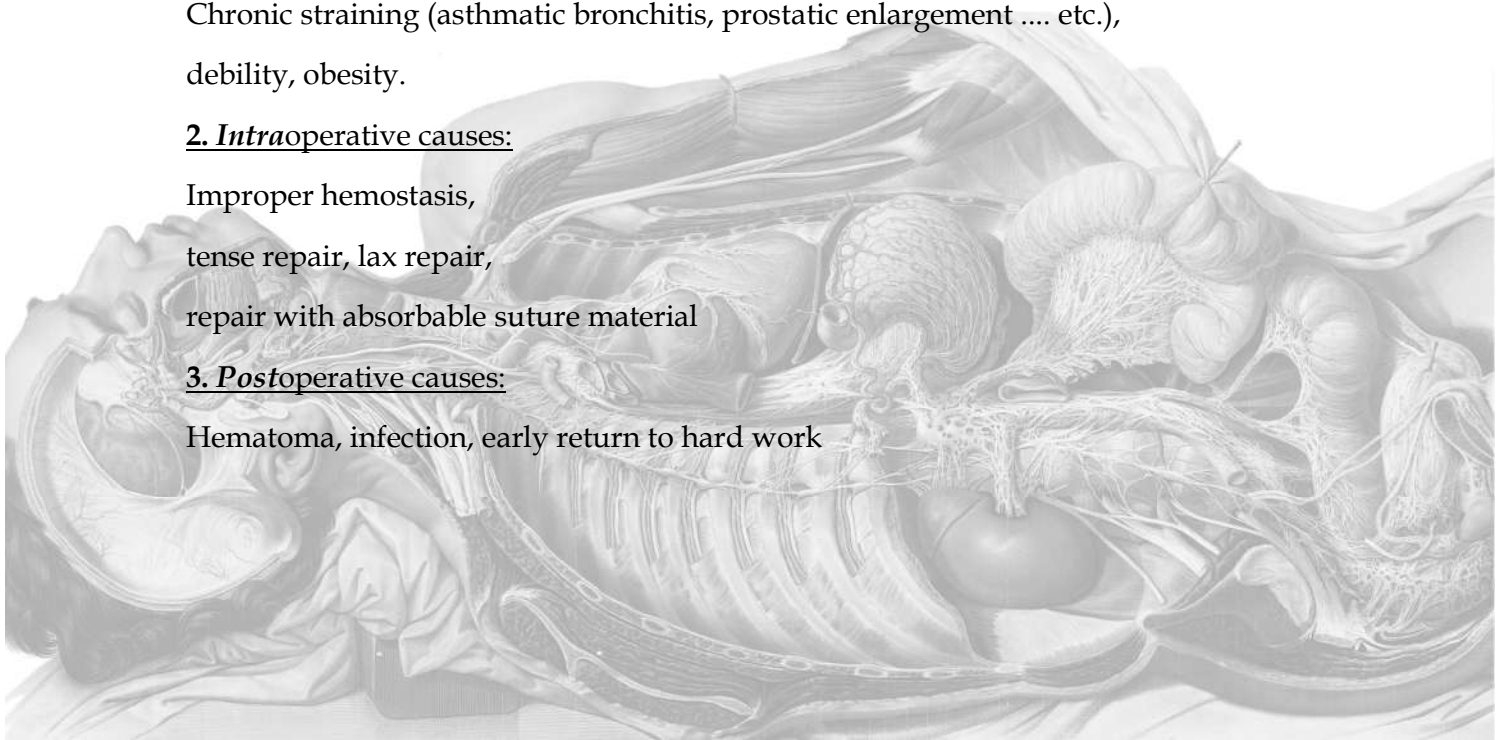 Chronic straining (asthmatic bronchitis, prostatic enlargement .... etc.),
debility, obesity.
2. Intraoperative causes:
Improper hemostasis,
tense repair, lax repair,
repair with absorbable suture material
3. Postoperative causes:
Hematoma, infection, early return to hard work